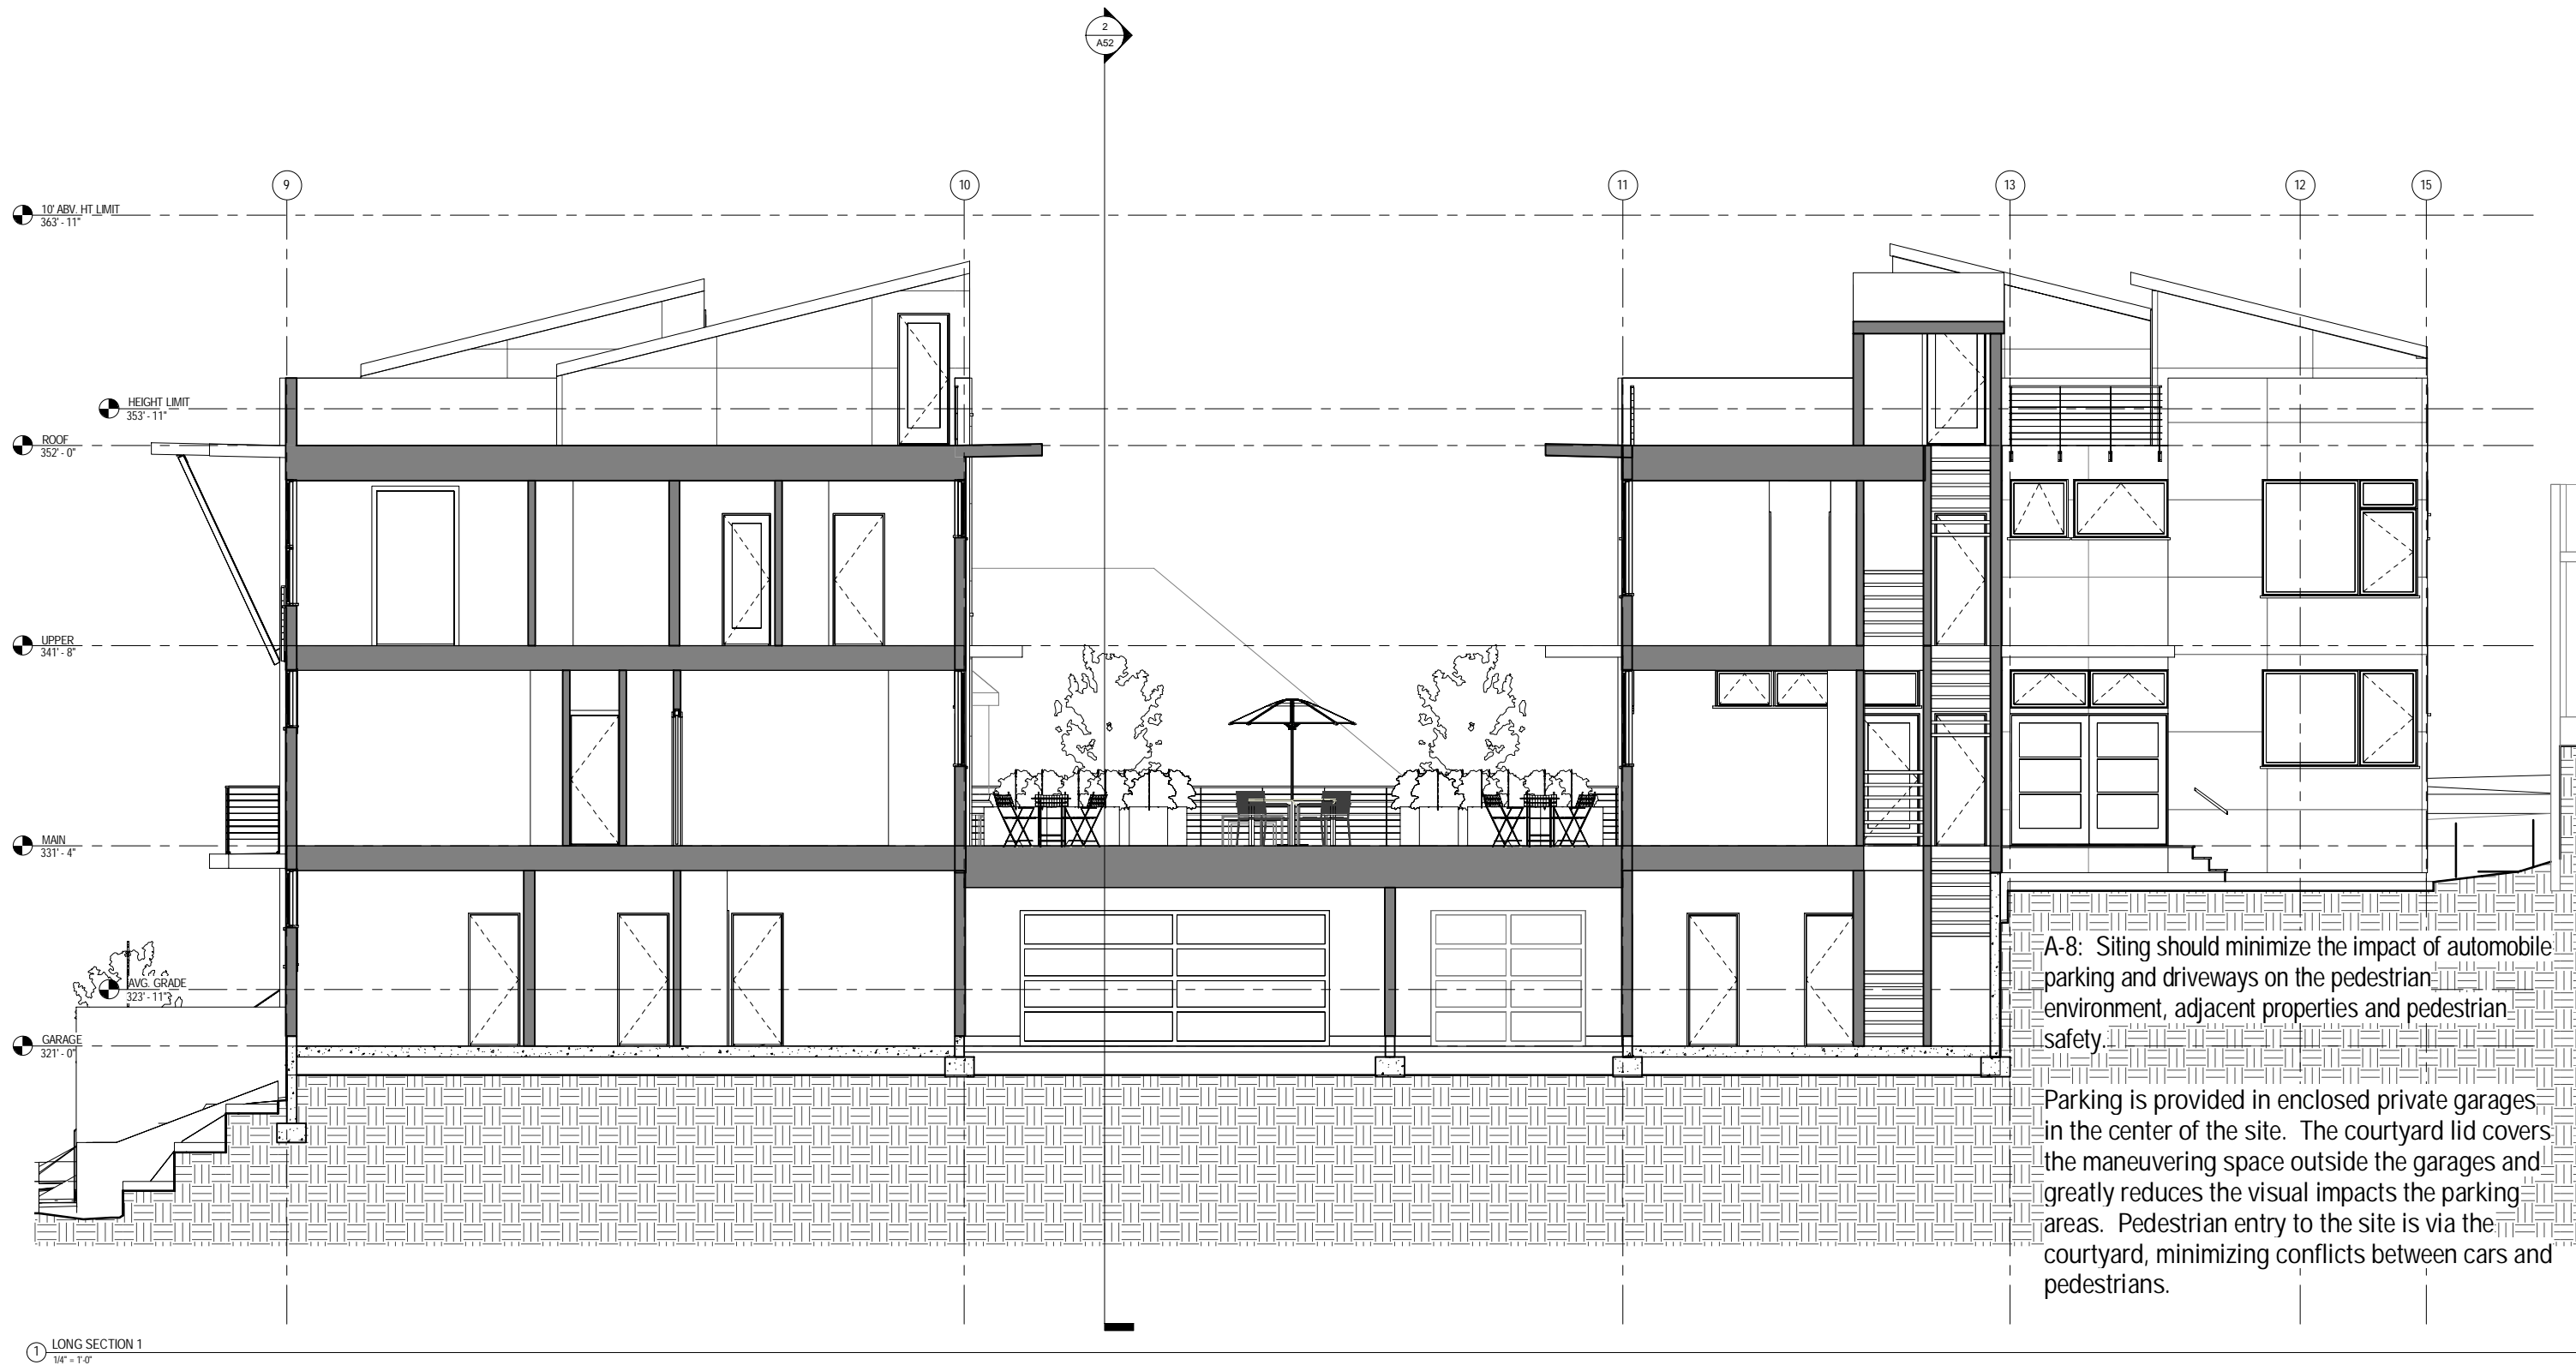 2
A52
9
10
11
13
12
15
10' ABV. HT LIMIT
363' - 11"
HEIGHT LIMIT
353' - 11"
ROOF
352' - 0"
UPPER
341' - 8"
MAIN
331' - 4"
AVG. GRADE
323' - 11"
GARAGE
321' - 0"
A-8: Siting should minimize the impact of automobile
parking and driveways on the pedestrian
environment, adjacent properties and pedestrian
safety.
Parking is provided in enclosed private garages
in the center of the site. The courtyard lid covers
the maneuvering space outside the garages and
greatly reduces the visual impacts the parking
areas. Pedestrian entry to the site is via the
courtyard, minimizing conflicts between cars and
pedestrians.
1
LONG SECTION 1
1/4" = 1'-0"